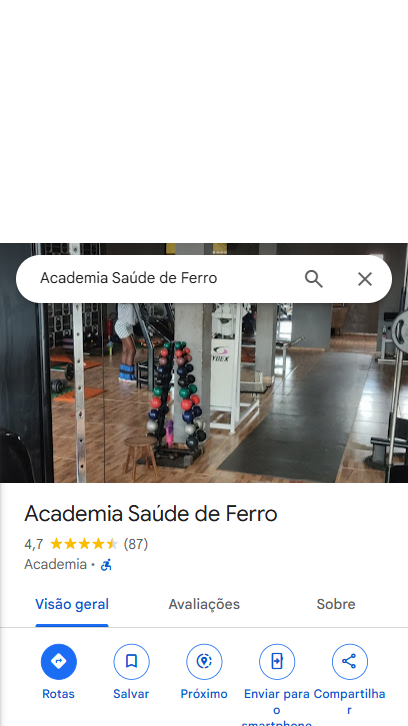 Academia Saúde de Ferro
Academia Saúde de Ferro
4,7 (87)
Academia ·
Visão geral Avaliações Sobre
Rotas Salvar Próximo Enviar para o smartphone Compartilhar